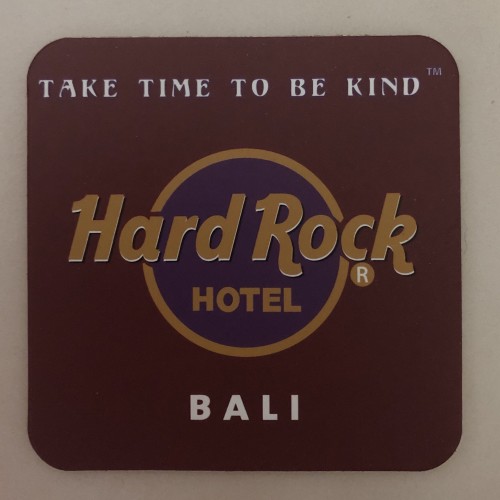 TAKE TIME TO BE KIND™
Hard Rock®
HOTEL
BALI